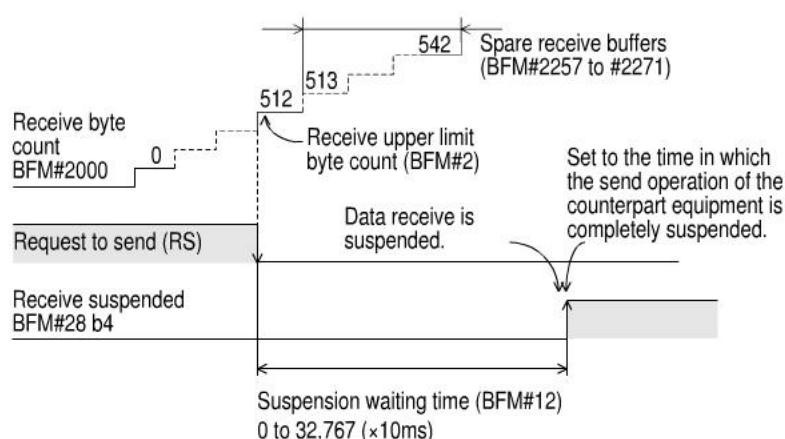 542
Spare receive buffers
(BFM#2257 to #2271)
513
512
Receive byte
count
BFM#2000
0
Receive upper limit
byte count (BFM#2)
Set to the time in which
the send operation of the
counterpart equipment is
completely suspended.
Data receive is
suspended.
Request to send (RS)
Receive suspended
BFM#28 b4
Suspension waiting time (BFM#12)
0 to 32,767 (×10ms)